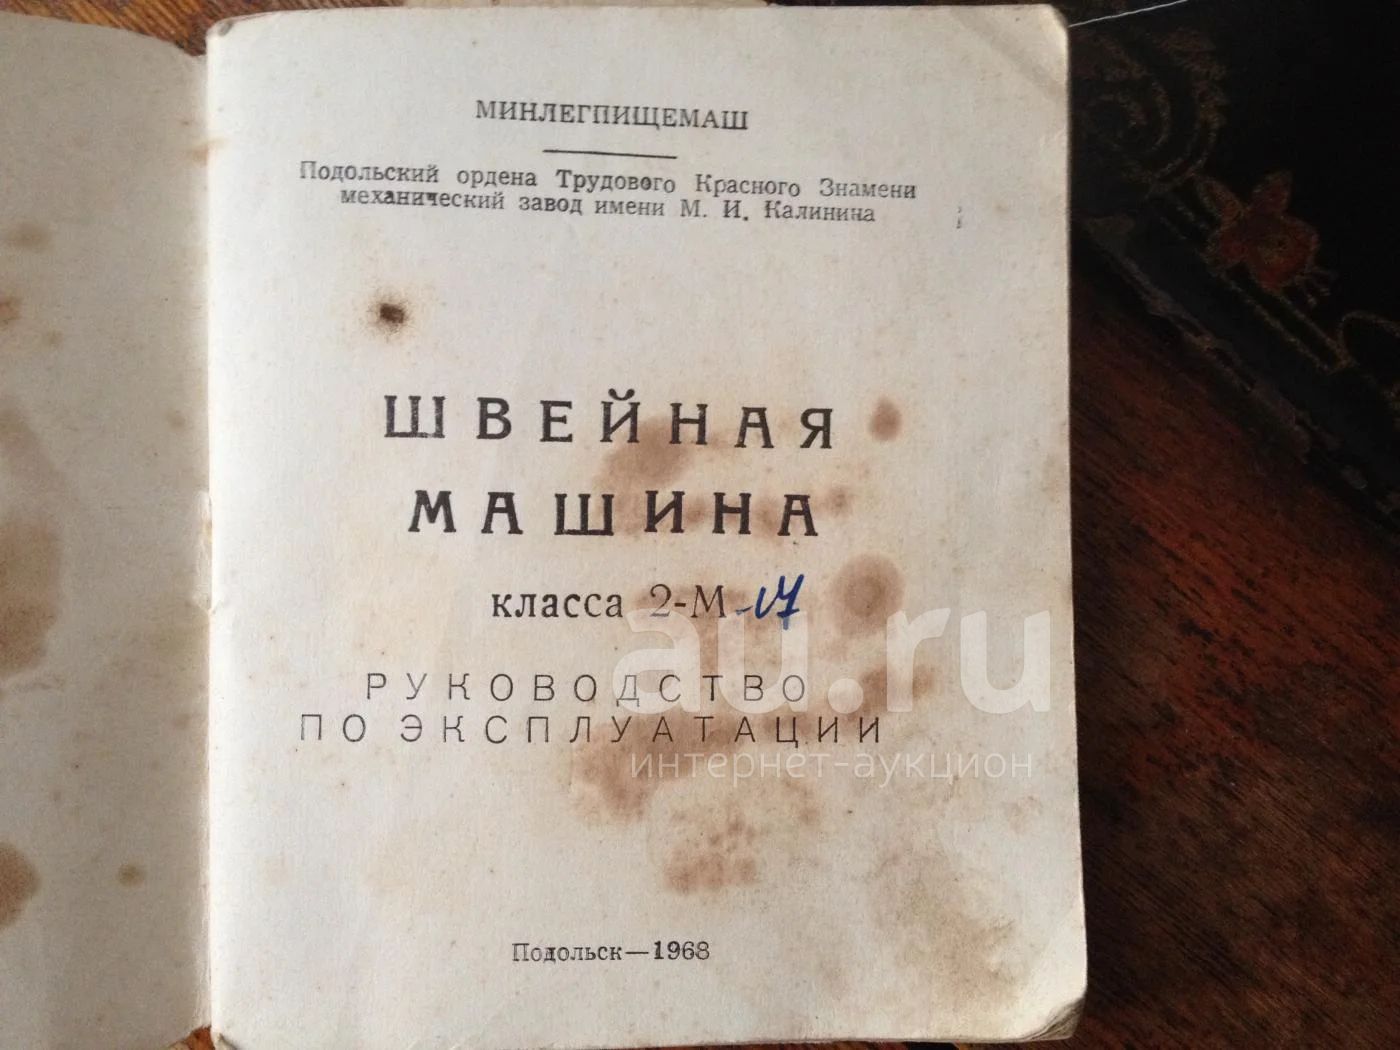 МИНЛЕГПИЩЕМАШ
Подольский ордена Трудового Красного Знамени
механический завод имени М. И. Калинина
ШВЕЙНАЯ
МАШИНА
класса 2-М
РУКОВОДСТВО
ПО ЭКСПЛУАТАЦИИ
au.ru
интернет-аукцион
Подольск—1968